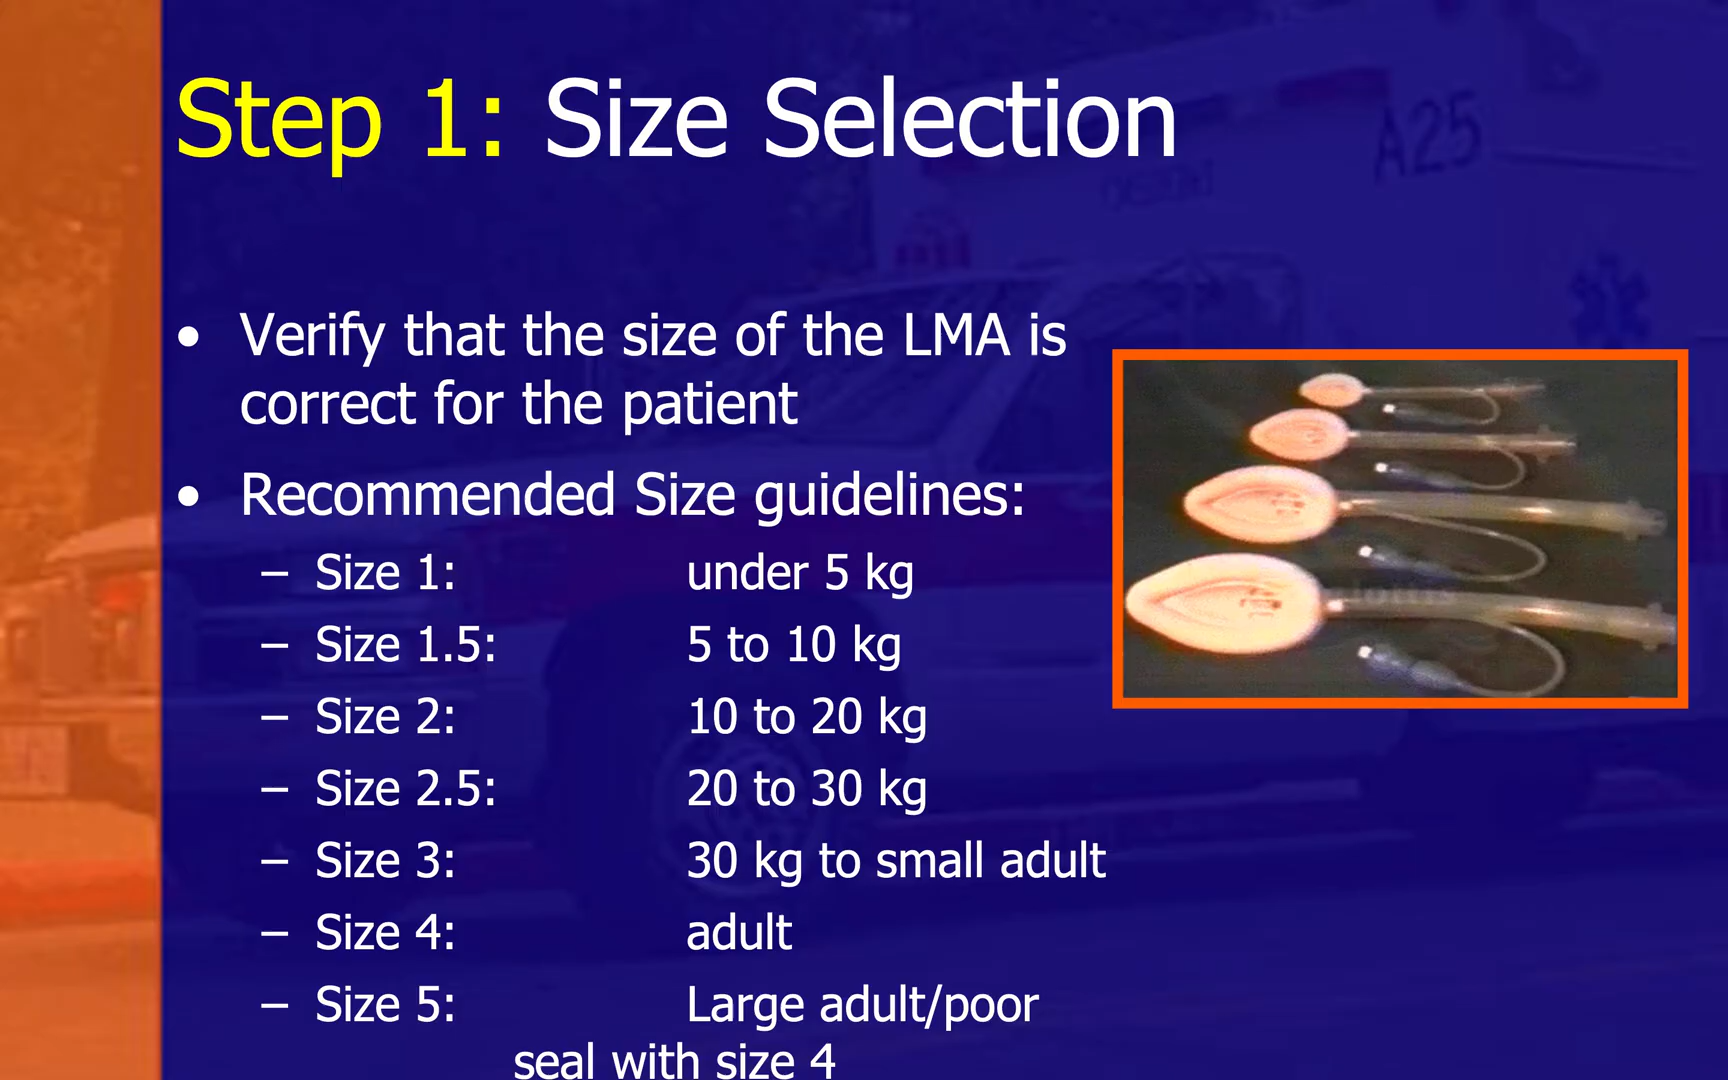 Step 1: Size Selection
A25
• Verify that the size of the LMA is
correct for the patient
• Recommended Size guidelines:
– Size 1: under 5 kg
– Size 1.5: 5 to 10 kg
– Size 2: 10 to 20 kg
– Size 2.5: 20 to 30 kg
– Size 3: 30 kg to small adult
– Size 4: adult
– Size 5: Large adult/poor
seal with size 4